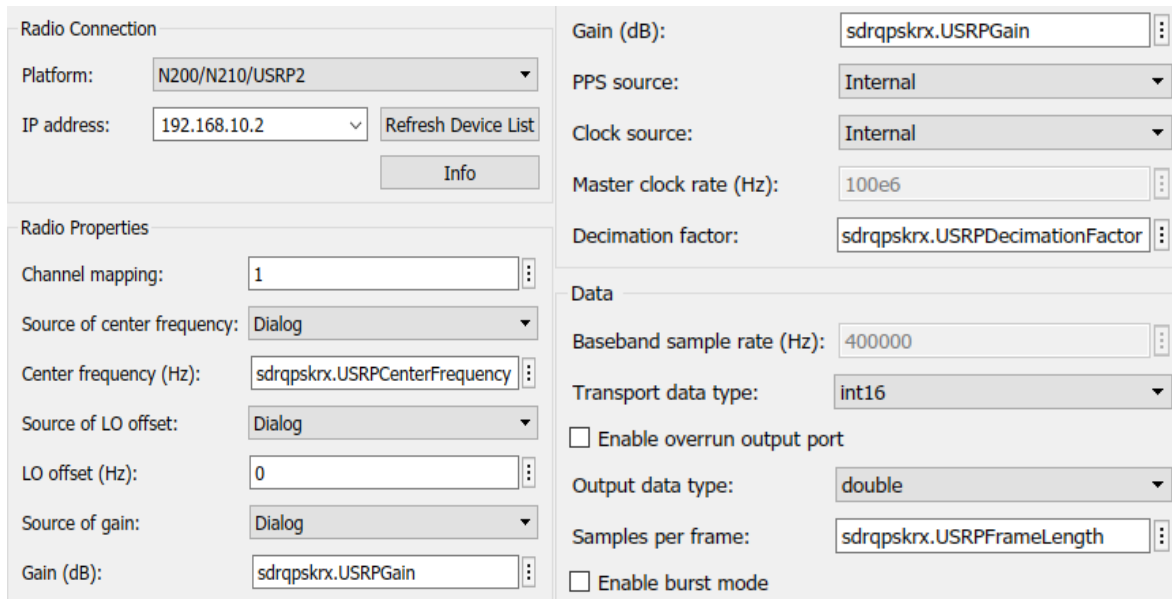 Radio Connection
Platform: N200/N210/USRP2
IP address: 192.168.10.2 Refresh Device List
Info
Radio Properties
Channel mapping: 1
Source of center frequency: Dialog
Center frequency (Hz): sdrqpskrx.USRPCenterFrequency
Source of LO offset: Dialog
LO offset (Hz): 0
Source of gain: Dialog
Gain (dB): sdrqpskrx.USRPGain
Gain (dB): sdrqpskrx.USRPGain
PPS source: Internal
Clock source: Internal
Master clock rate (Hz): 100e6
Decimation factor: sdrqpskrx.USRPDecimationFactor
Data
Baseband sample rate (Hz): 400000
Transport data type: int16
Enable overrun output port
Output data type: double
Samples per frame: sdrqpskrx.USRPFrameLength
Enable burst mode